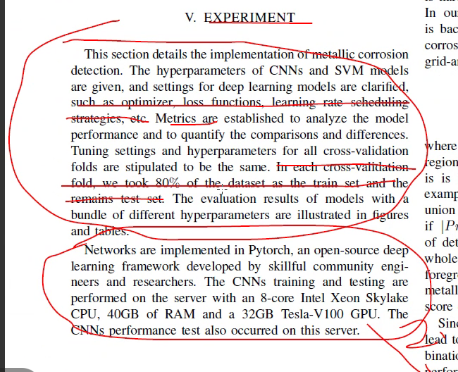 V. EXPERIMENT
This section details the implementation of metallic corrosion
detection. The hyperparameters of CNNs and SVM models
are given, and settings for deep learning models are clarified,
such as optimizer, loss functions, learning rate scheduling
strategies, etc. Metrics are established to analyze the model
performance and to quantify the comparisons and differences.
Tuning settings and hyperparameters for all cross-validation
folds are stipulated to be the same. In each cross-validation
fold, we took 80% of the dataset as the train set and the
remains test set. The evaluation results of models with a
bundle of different hyperparameters are illustrated in figures
and tables.
Networks are implemented in Pytorch, an open-source deep
learning framework developed by skillful community engi-
neers and researchers. The CNNs training and testing are
performed on the server with an 8-core Intel Xeon Skylake
CPU, 40GB of RAM and a 32GB Tesla-V100 GPU. The
CNNs performance test also occurred on this server.
In our
is bac
corros
grid-a
where
region
is is
examp
union
if |Pr
of det
whole
foregr
metall
score
Sinc
lead to
binatio